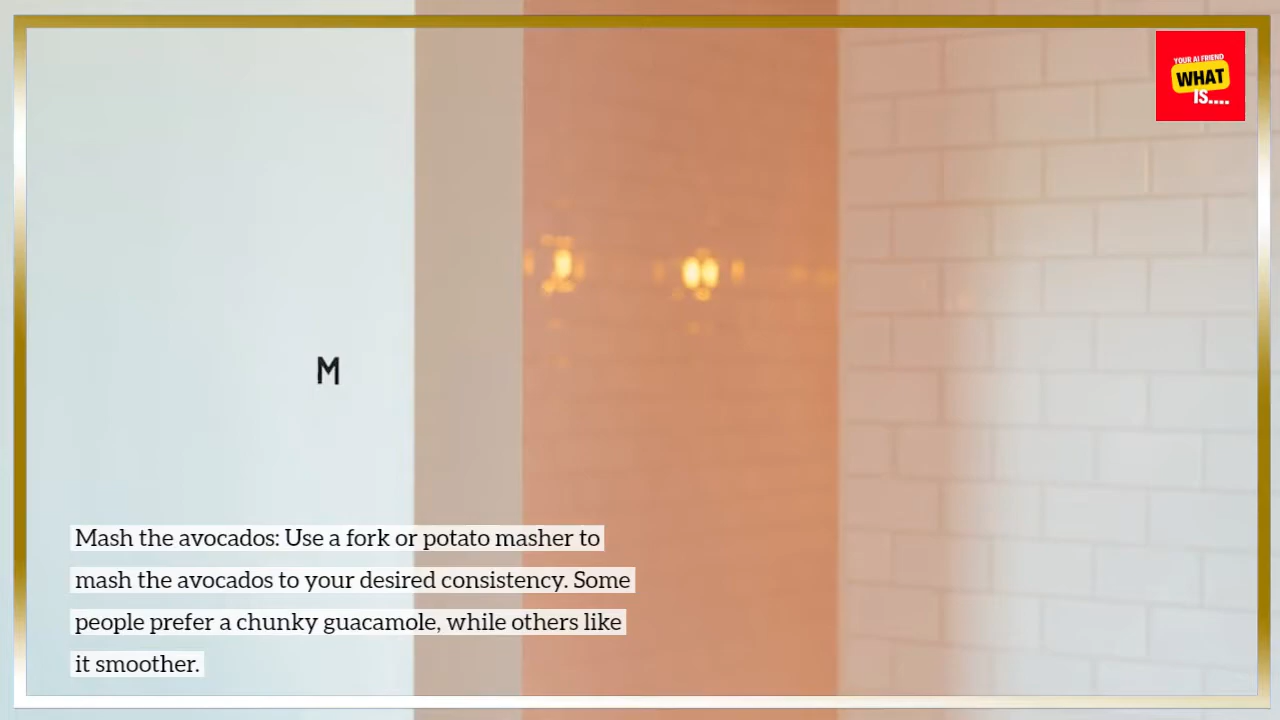 YOUR AI FRIEND
WHAT
IS....
M
Mash the avocados: Use a fork or potato masher to
mash the avocados to your desired consistency. Some
people prefer a chunky guacamole, while others like
it smoother.